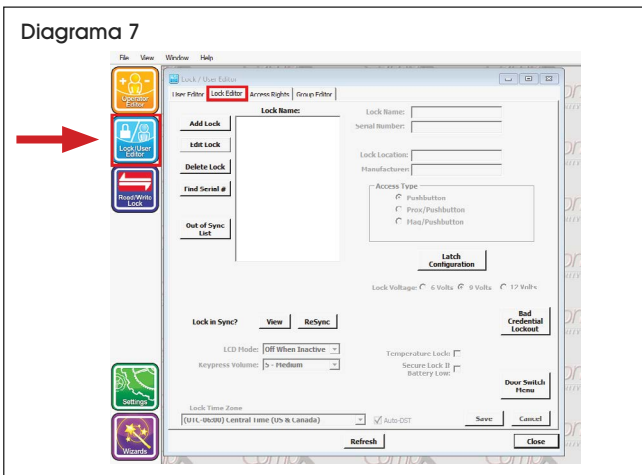 Diagrama 7
File View Window Help
Lock / User Editor
User Editor Lock Editor Access Rights Group Editor
Operator
Editor
Lock/User
Editor
Read/Write
Lock
Settings
Wizards
Lock Name:
Add Lock
Edit Lock
Delete Lock
Find Serial #
Out of Sync
List
Lock Name:
Serial Number:
Lock Location:
Manufacturer:
Access Type
Pushbutton
Prox/Pushbutton
Mag/Pushbutton
Latch
Configuration
Lock Voltage: 6 Volts 9 Volts 12 Volts
Lock in Sync? View ReSync
Bad
Credential
Lockout
LCD Mode: Off When Inactive
Keypress Volume: 5 - Medium
Temperature Lock:
Secure Lock If
Battery Low:
Door Switch
Menu
Lock Time Zone
(UTC-06:00) Central Time (US & Canada)
Auto-DST
Save Cancel
Refresh Close